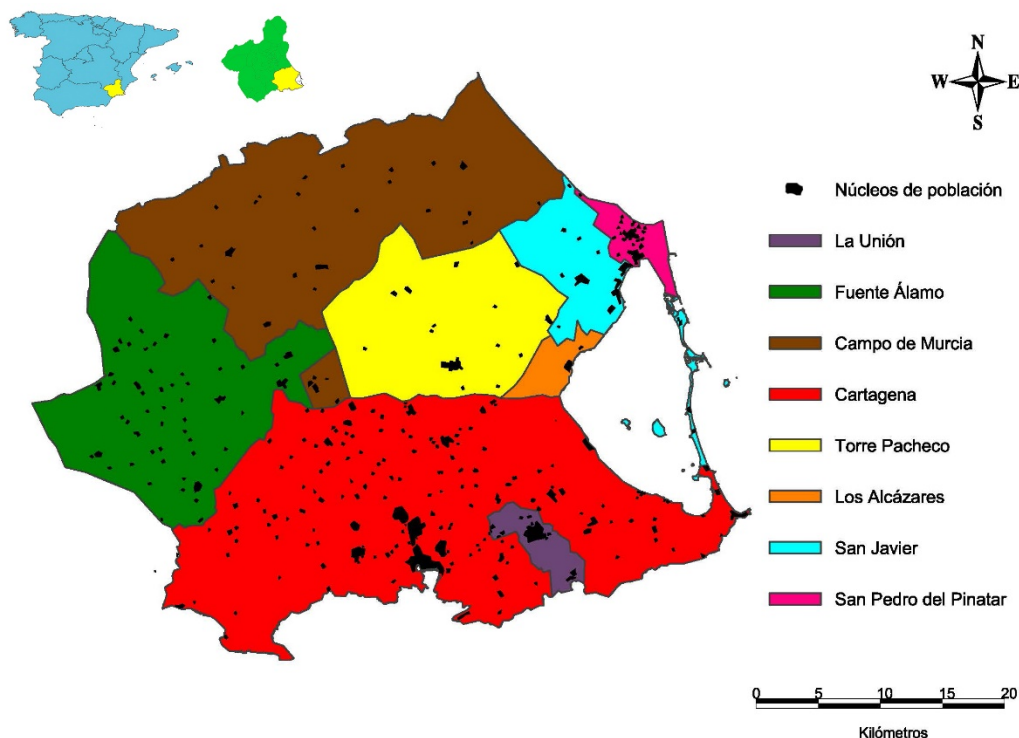 N
W E
S
Núcleos de población
La Unión
Fuente Álamo
Campo de Murcia
Cartagena
Torre Pacheco
Los Alcázares
San Javier
San Pedro del Pinatar
0 5 10 15 20
Kilómetros